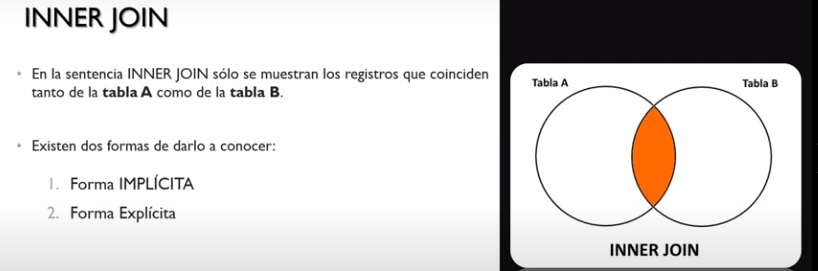 INNER JOIN
• En la sentencia INNER JOIN sólo se muestran los registros que coinciden
tanto de la tabla A como de la tabla B.
• Existen dos formas de darlo a conocer:
1. Forma IMPLÍCITA
2. Forma Explícita
Tabla A
Tabla B
INNER JOIN